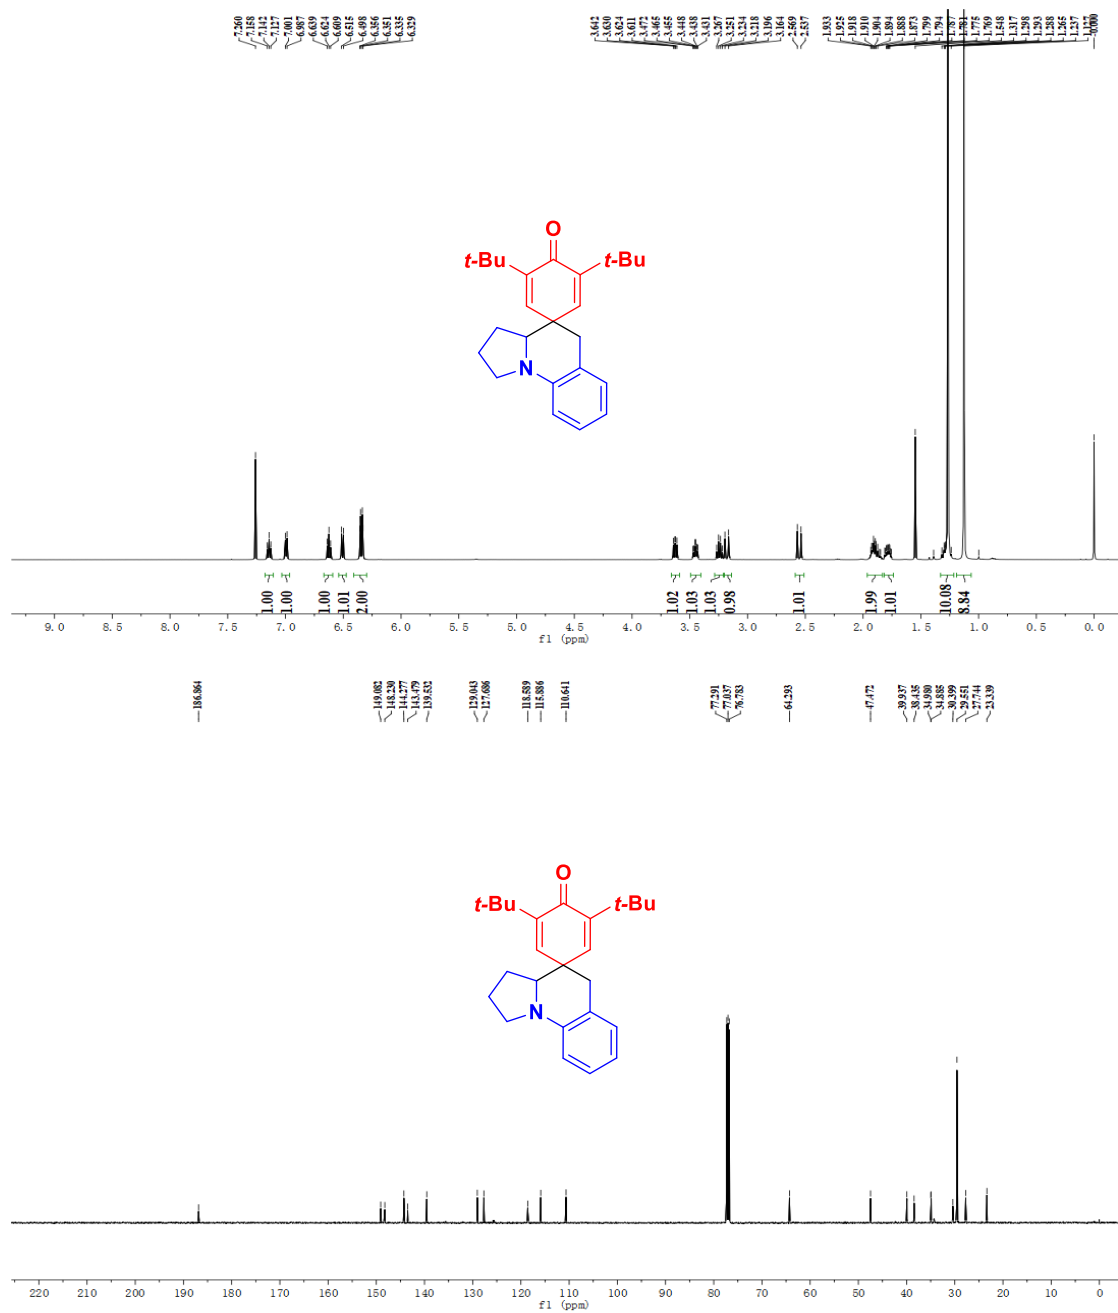 7.260 7.158 7.142 7.127 7.001 6.987 6.639 6.624 6.609 6.515 6.498 6.356 6.351 6.335 6.329
3.642 3.630 3.624 3.611 3.472 3.465 3.455 3.448 3.438 3.431 3.267 3.251 3.234 3.218 3.196 3.164 2.569 2.537
1.933 1.925 1.918 1.910 1.904 1.894 1.888 1.873 1.799 1.794 1.787 1.781 1.775 1.769 1.548 1.317 1.298 1.293 1.288 1.265 1.237 1.127 -0.000
O
t-Bu t-Bu
N
1.00 1.00 1.00 1.01 2.00 1.02 1.03 1.03 0.98 1.01 1.99 1.01 10.08 8.84
9.0 8.5 8.0 7.5 7.0 6.5 6.0 5.5 5.0 4.5 4.0 3.5 3.0 2.5 2.0 1.5 1.0 0.5 0.0
f1 (ppm)
186.864 149.082 148.230 144.277 143.479 139.532 129.043 127.686 118.589 115.886 110.641 77.291 77.037 76.783 64.293 47.472 39.937 38.435 34.980 34.885 30.399 29.551 27.744 23.339
O
t-Bu t-Bu
N
220 210 200 190 180 170 160 150 140 130 120 110 100 90 80 70 60 50 40 30 20 10 0
f1 (ppm)